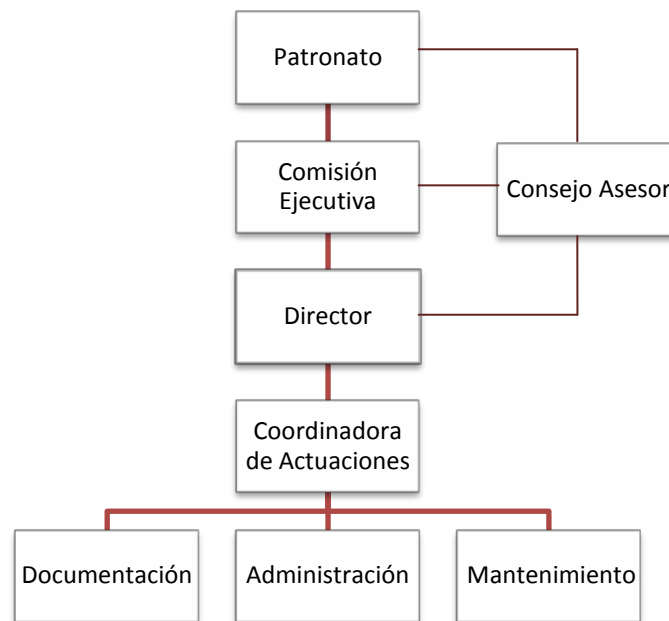 Patronato
Comisión
Ejecutiva
Consejo Asesor
Director
Coordinadora
de Actuaciones
Documentación
Administración
Mantenimiento